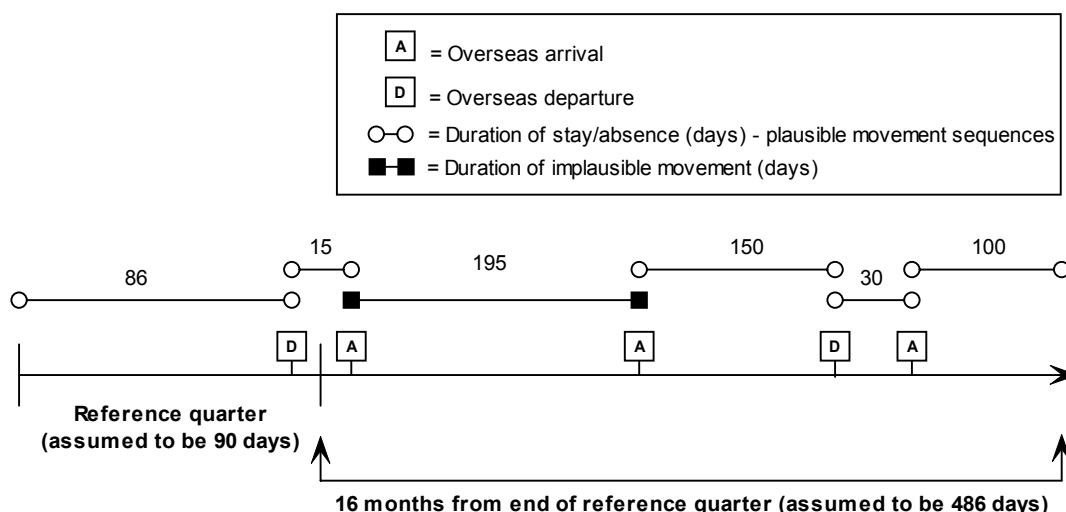 A = Overseas arrival
D = Overseas departure
= Duration of stay/absence (days) - plausible movement sequences
= Duration of implausible movement (days)
86
15
195
150
30
100
D
A
A
D
A
Reference quarter
(assumed to be 90 days)
16 months from end of reference quarter (assumed to be 486 days)